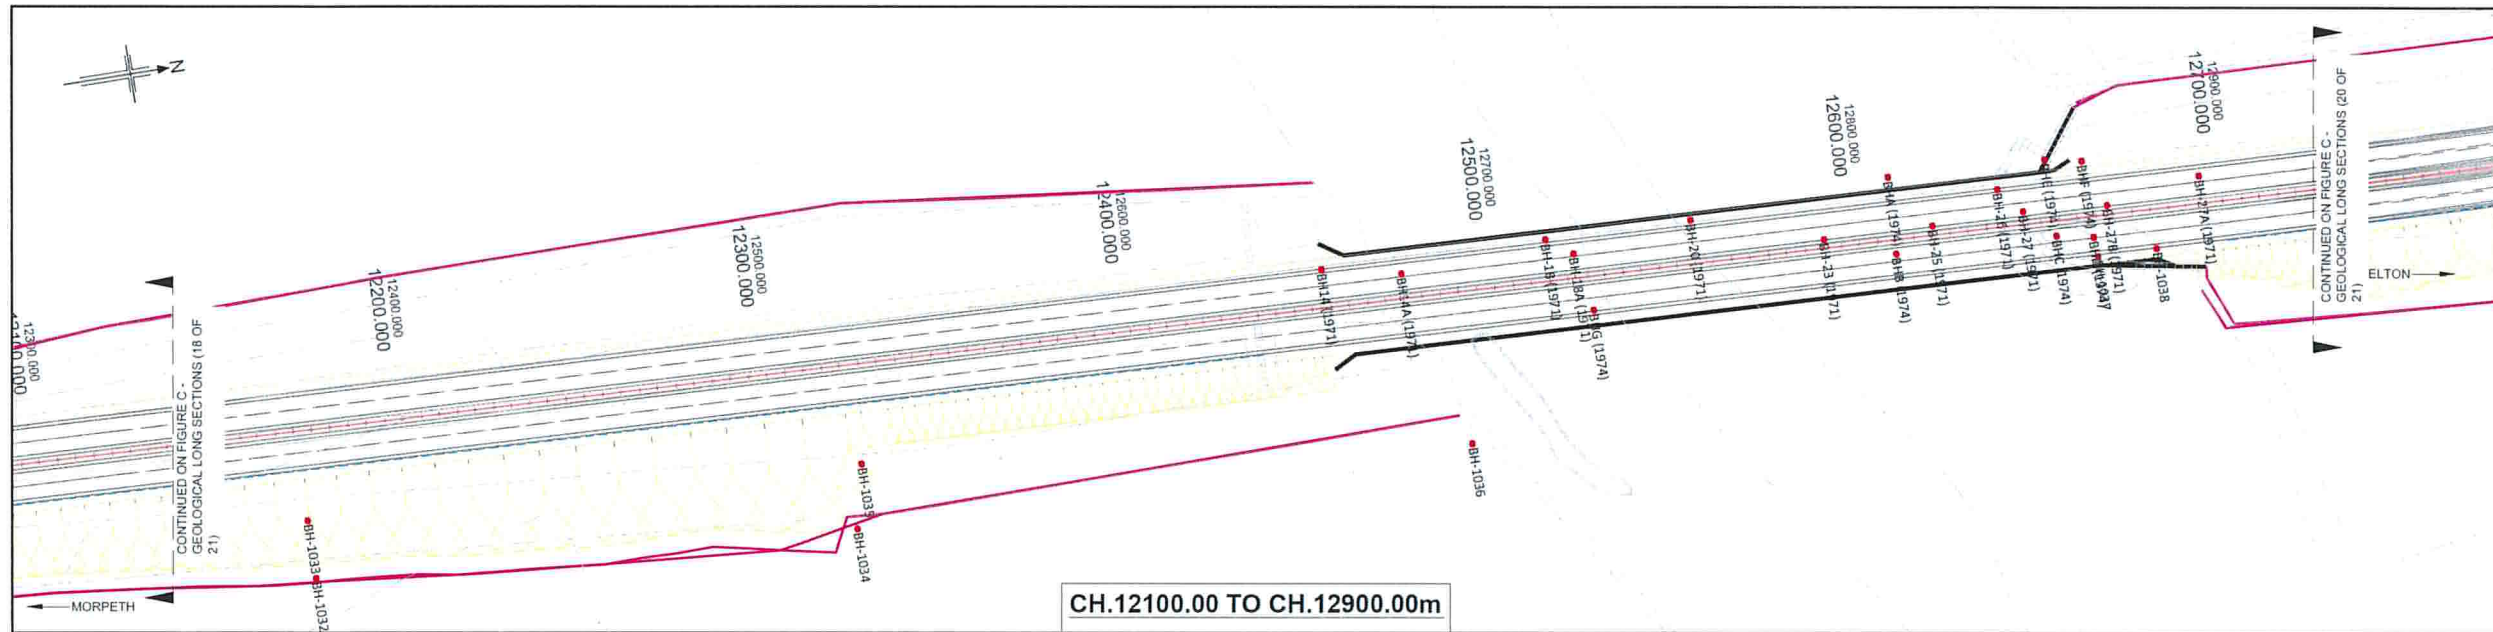 N
12300.000
12400.000
12200.000
12500.000
12300.000
12600.000
12400.000
12700.000
12500.000
12800.000
12600.000
12900.000
12700.000
CONTINUED ON FIGURE C -
GEOLOGICAL LONG SECTIONS (18 OF
21)
CONTINUED ON FIGURE C -
GEOLOGICAL LONG SECTIONS (20 OF
21)
MORPETH
ELTON
BH-1033
BH-1032
BH-1035
BH-1034
BH-1036
BH14 (1971)
BH14A (1971)
BH-18 (1971)
BH-18A (1971)
BHG (1974)
BH-20 (1971)
BH-23 (1971)
BHA (1974)
BHB (1974)
BH-25 (1971)
BH-26 (1971)
BH-27 (1971)
BHE (1974)
BHC (1974)
BHF (1974)
BH-27B (1971)
BH-1038
BH-27A (1971)
CH.12100.00 TO CH.12900.00m